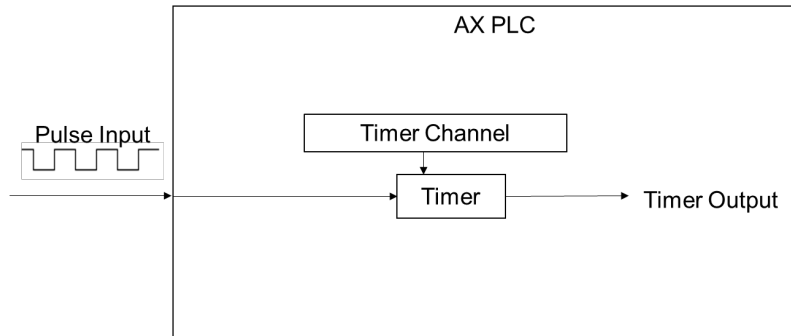 AX PLC
Pulse Input
Timer Channel
Timer
Timer Output